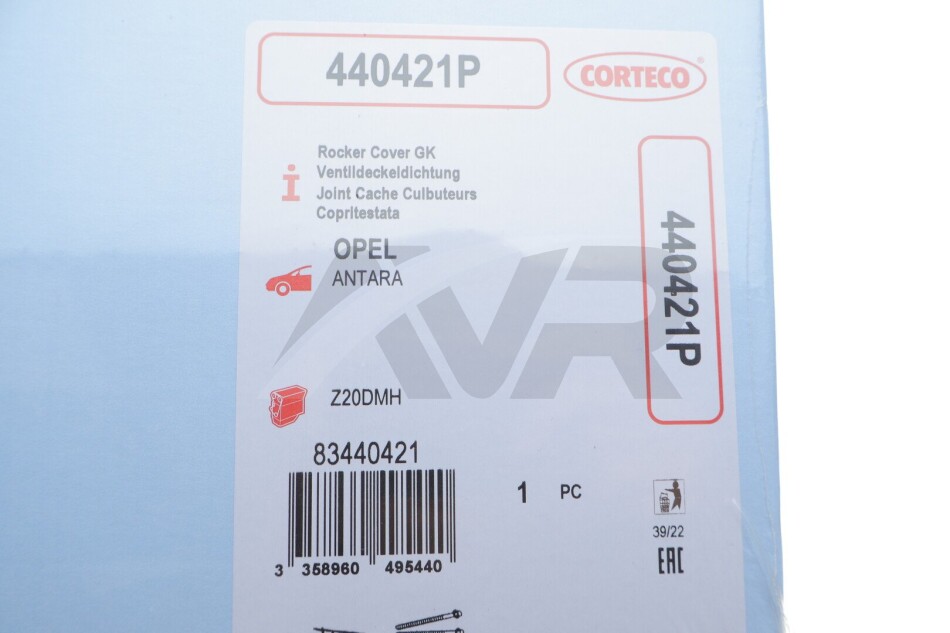 440421P
CORTECO®
Rocker Cover GK
Ventildeckeldichtung
Joint Cache Culbuteurs
Copritestata
OPEL
ANTARA
440421P
AVR
Z20DMH
83440421
1 PC
3 358960 495440
39/22
EAC